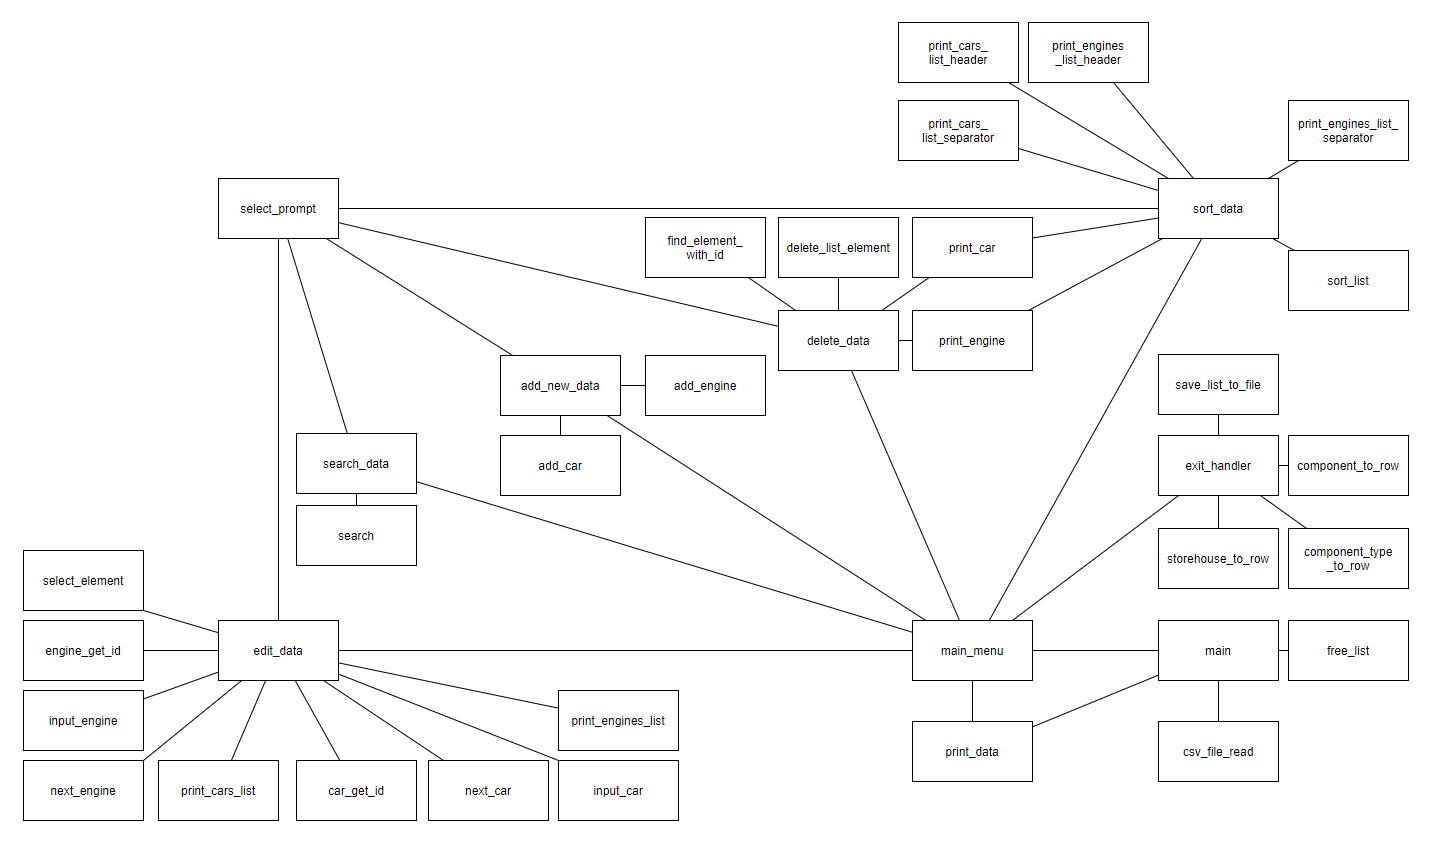 print_cars_
list_header
print_engines
_list_header
print_cars_
list_separator
print_engines_list_
separator
select_prompt
sort_data
find_element_
with_id
delete_list_element
print_car
sort_list
delete_data
print_engine
add_new_data
add_engine
save_list_to_file
search_data
add_car
exit_handler
component_to_row
search
storehouse_to_row
component_type
_to_row
select_element
engine_get_id
edit_data
main_menu
main
free_list
input_engine
print_engines_list
print_data
csv_file_read
next_engine
print_cars_list
car_get_id
next_car
input_car